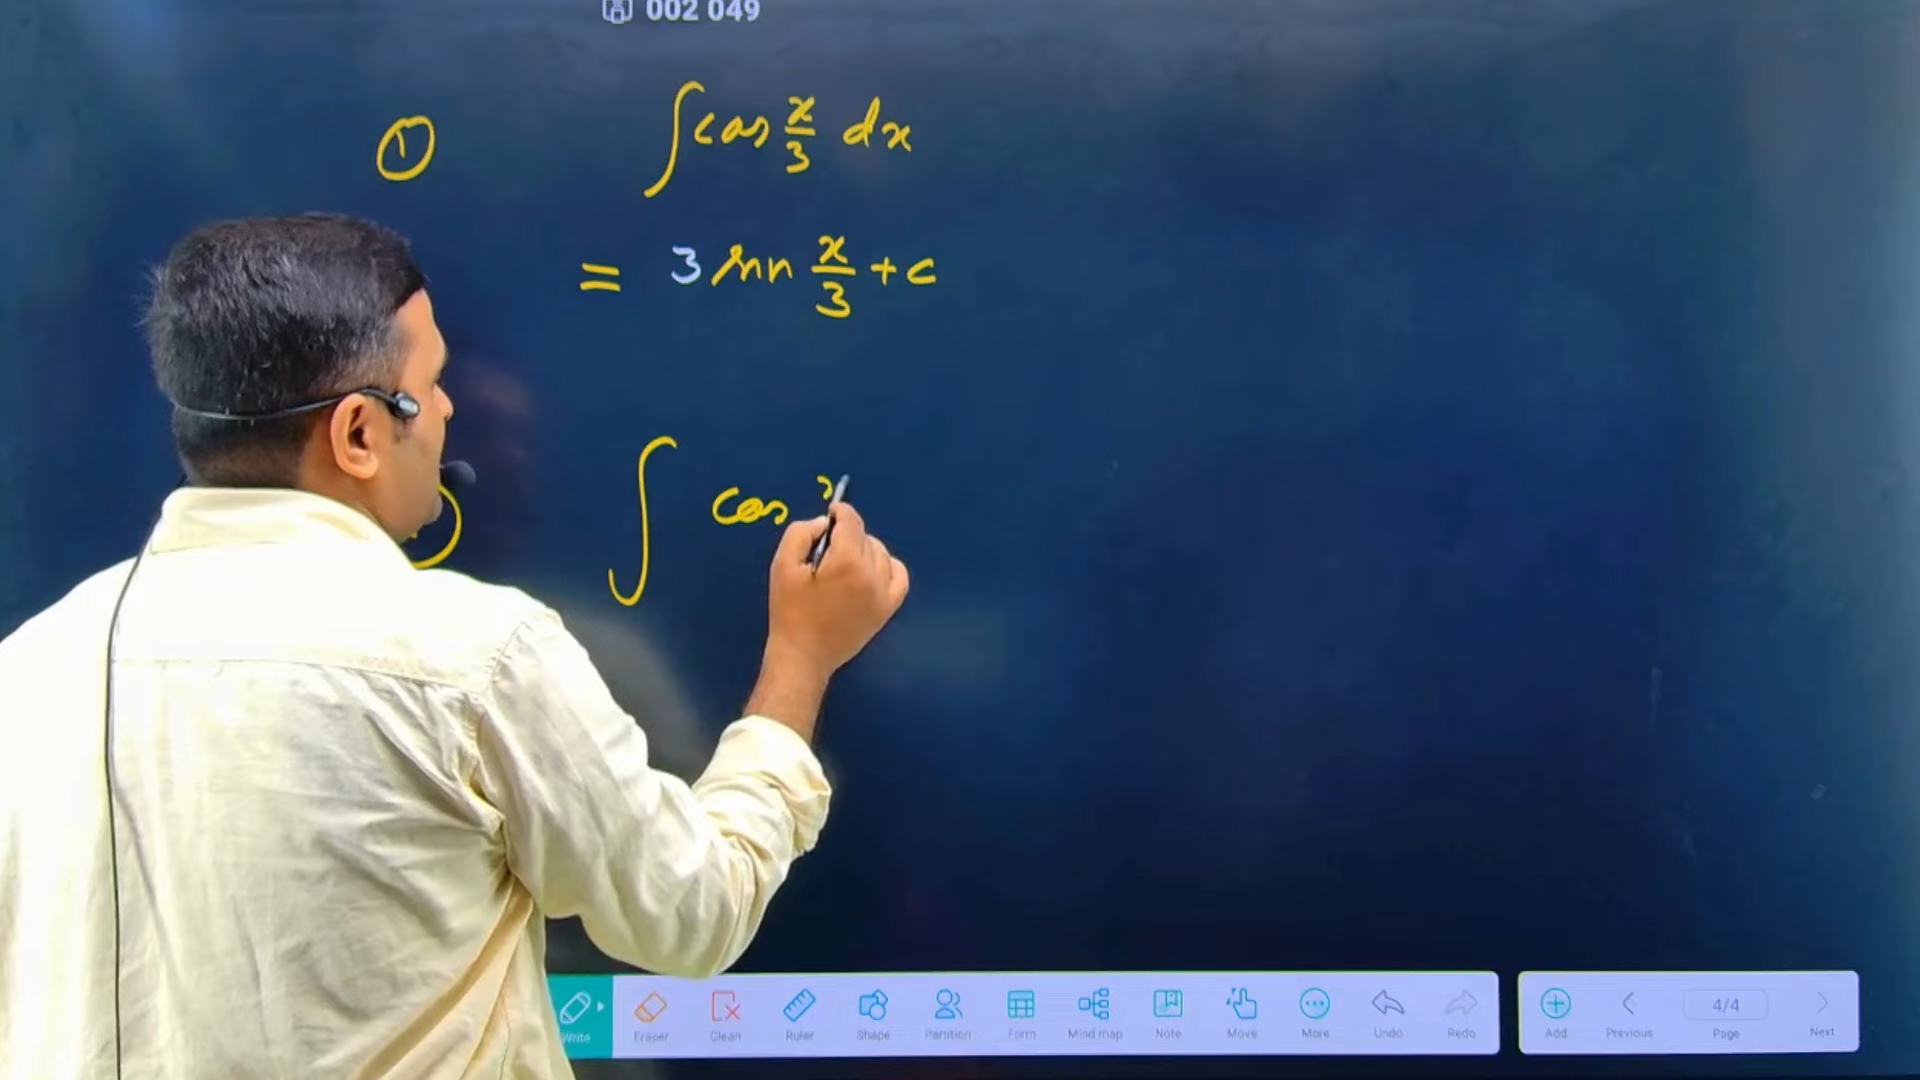 002 049
① ∫cos x/3 dx
= 3 sin x/3 + c
∫ cos
Write Eraser Clean Ruler Shape Partition Form Mind map Note Move More Undo Redo Add Previous 4/4 Page Next